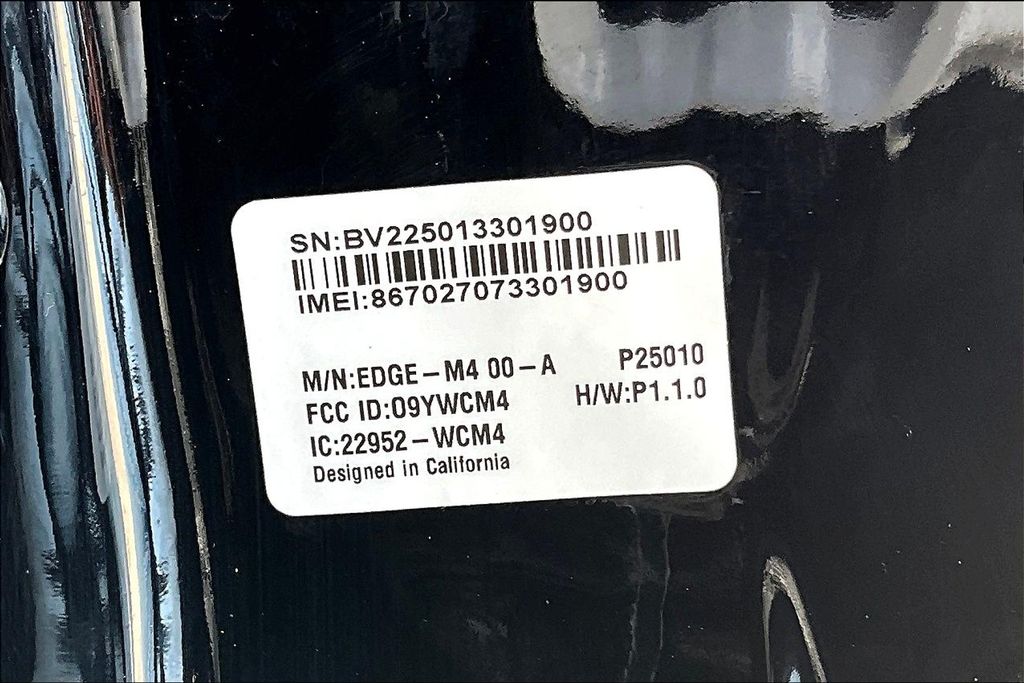 SN:BV225013301900
IMEI:867027073301900
M/N:EDGE-M4 00-A P25010
FCC ID:O9YWCM4 H/W:P1.1.0
IC:22952-WCM4
Designed in California